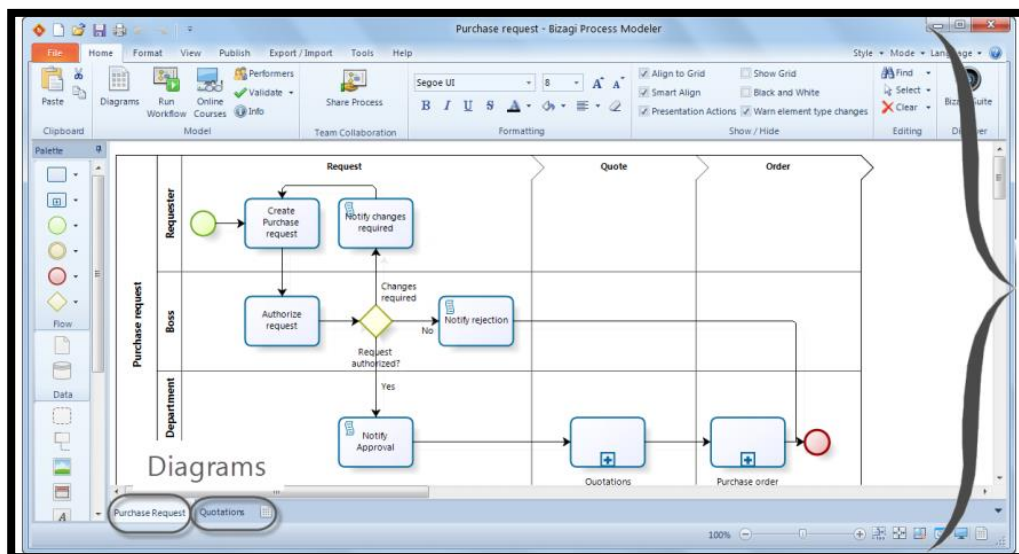 Purchase request - Bizagi Process Modeler
File Home Format View Publish Export / Import Tools Help Style Mode Language
Paste Diagrams Run Workflow Online Courses Performers Validate Info Share Process Segoe UI 8 A A Align to Grid Show Grid Find
B I U S A Smart Align Black and White Select
Presentation Actions Warn element type changes Clear
Clipboard Model Team Collaboration Formatting Show / Hide Editing
Palette
Flow
Data
A
Purchase request
Request Quote Order
Requester
Create Purchase request
Notify changes required
Boss
Authorize request
Changes required
No
Notify rejection
Request authorized?
Department
Yes
Notify Approval
Quotations
Purchase order
Diagrams
Purchase Request Quotations
100%